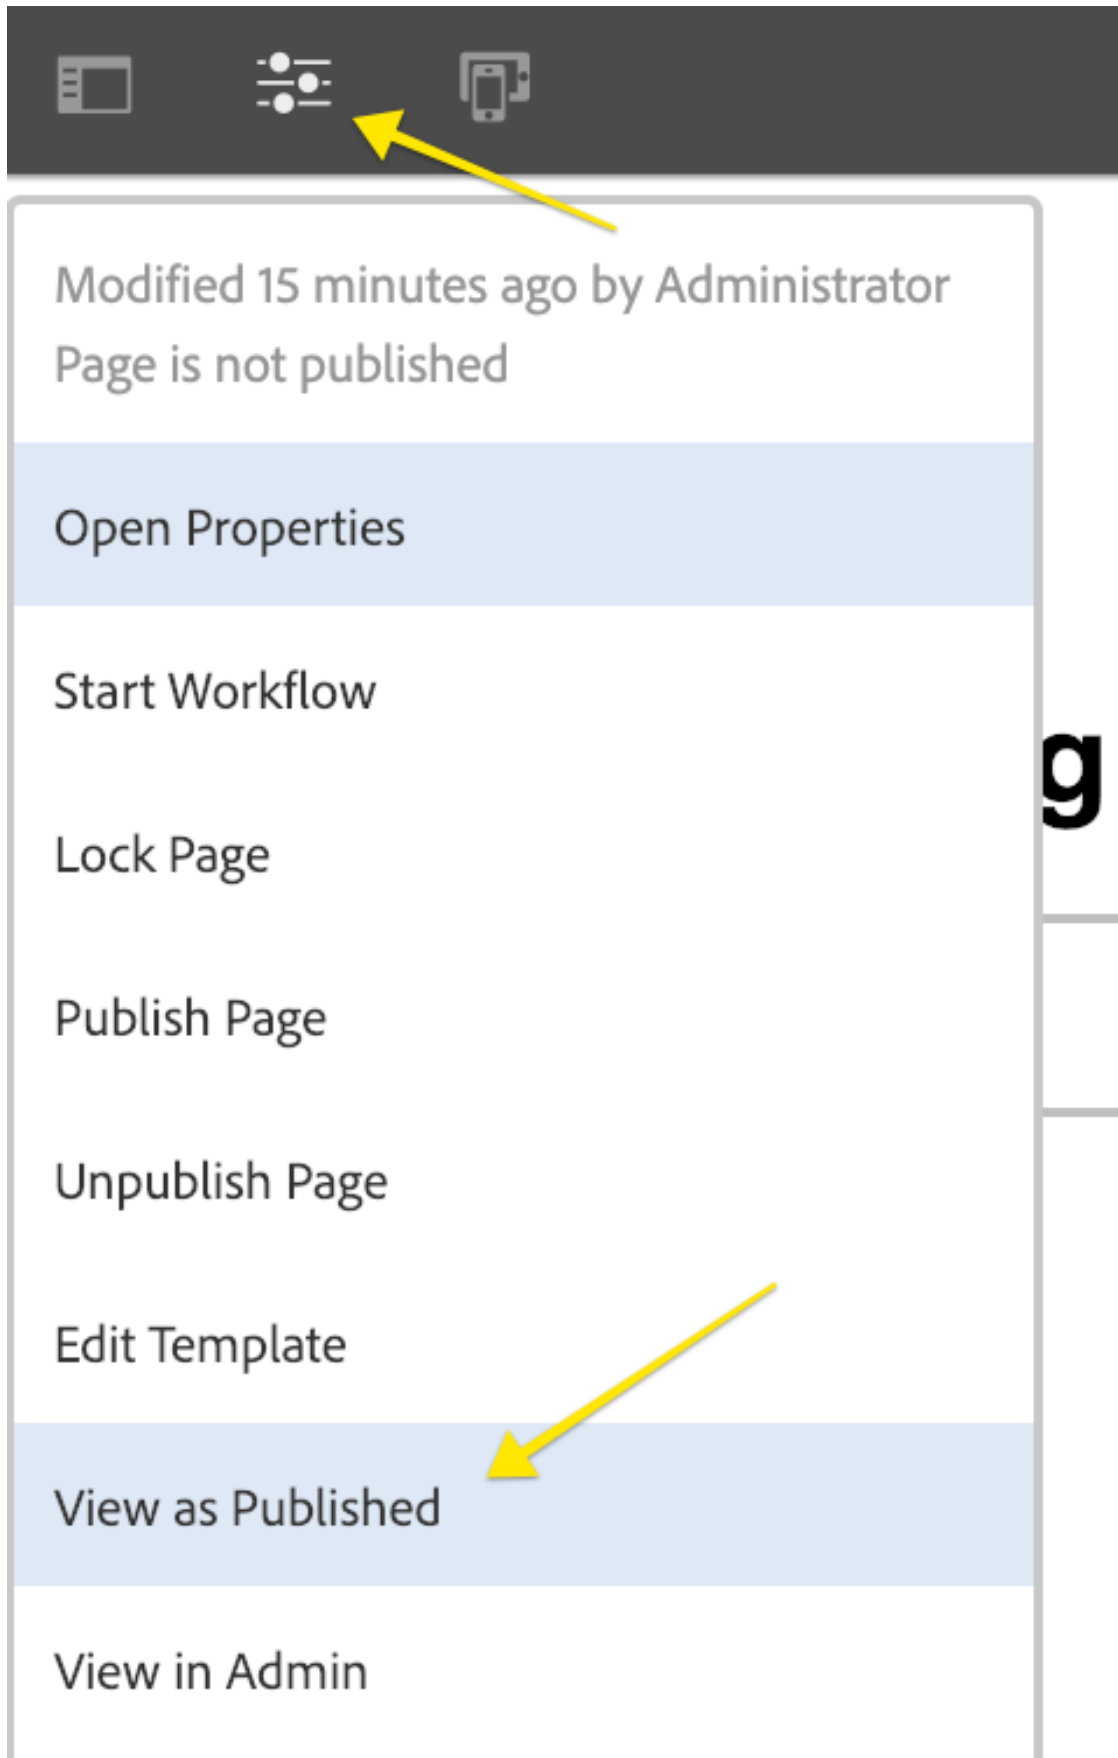 Modified 15 minutes ago by Administrator
Page is not published
Open Properties
Start Workflow
g
Lock Page
Publish Page
Unpublish Page
Edit Template
View as Published
View in Admin